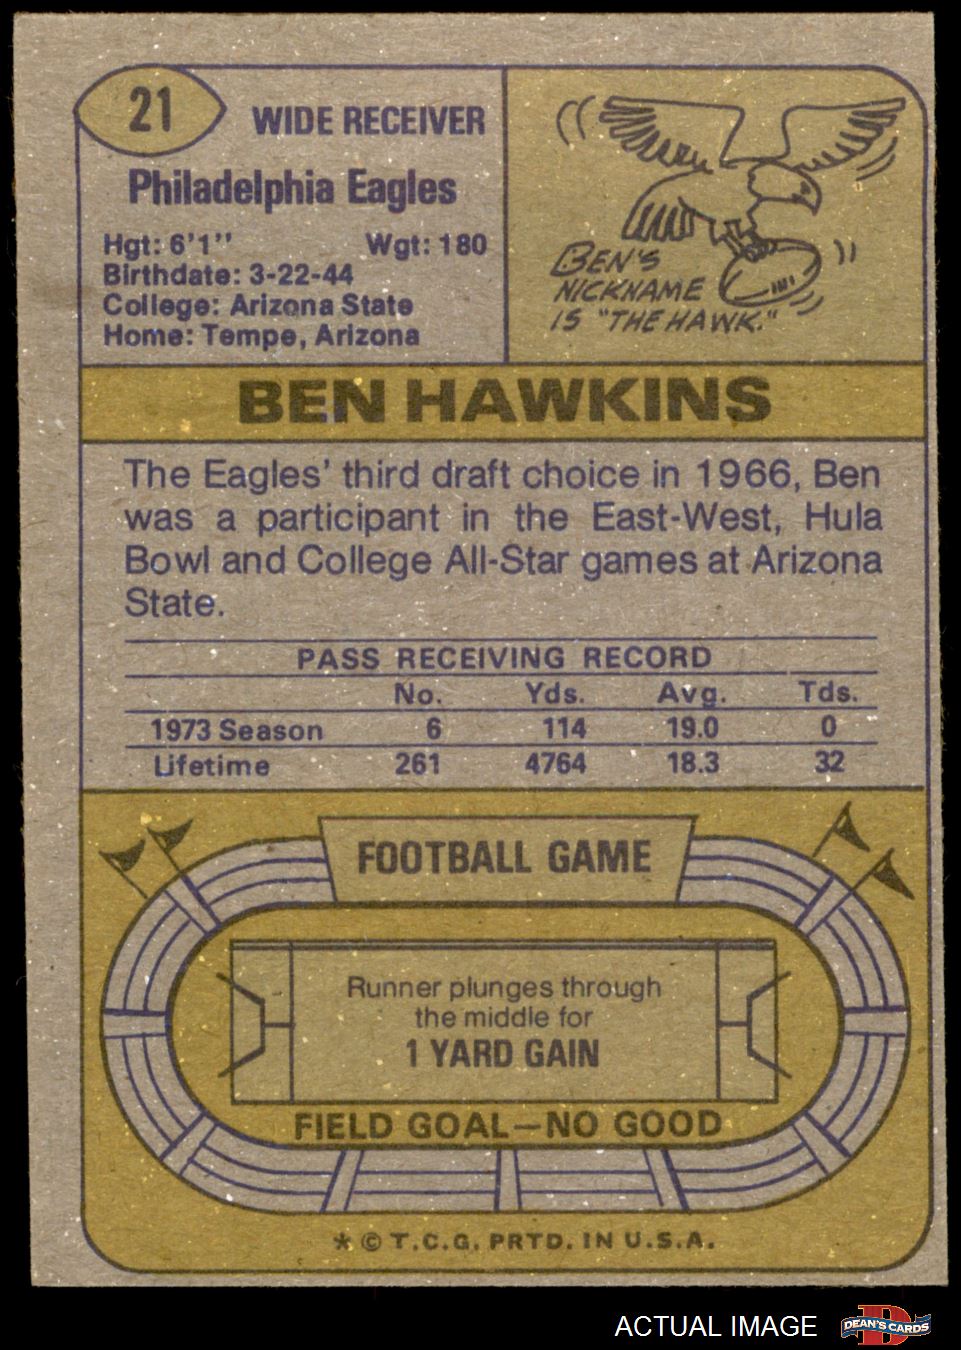 21
WIDE RECEIVER
Philadelphia Eagles
Hgt: 6'1'' Wgt: 180
Birthdate: 3-22-44
College: Arizona State
Home: Tempe, Arizona
BEN'S
NICKNAME
IS "THE HAWK."
BEN HAWKINS
The Eagles' third draft choice in 1966, Ben
was a participant in the East-West, Hula
Bowl and College All-Star games at Arizona
State.
PASS RECEIVING RECORD
No. Yds. Avg. Tds.
1973 Season 6 114 19.0 0
Lifetime 261 4764 18.3 32
FOOTBALL GAME
Runner plunges through
the middle for
1 YARD GAIN
FIELD GOAL—NO GOOD
* © T.C.G. PRTD. IN U.S.A.
ACTUAL IMAGE
DEAN'S CARDS